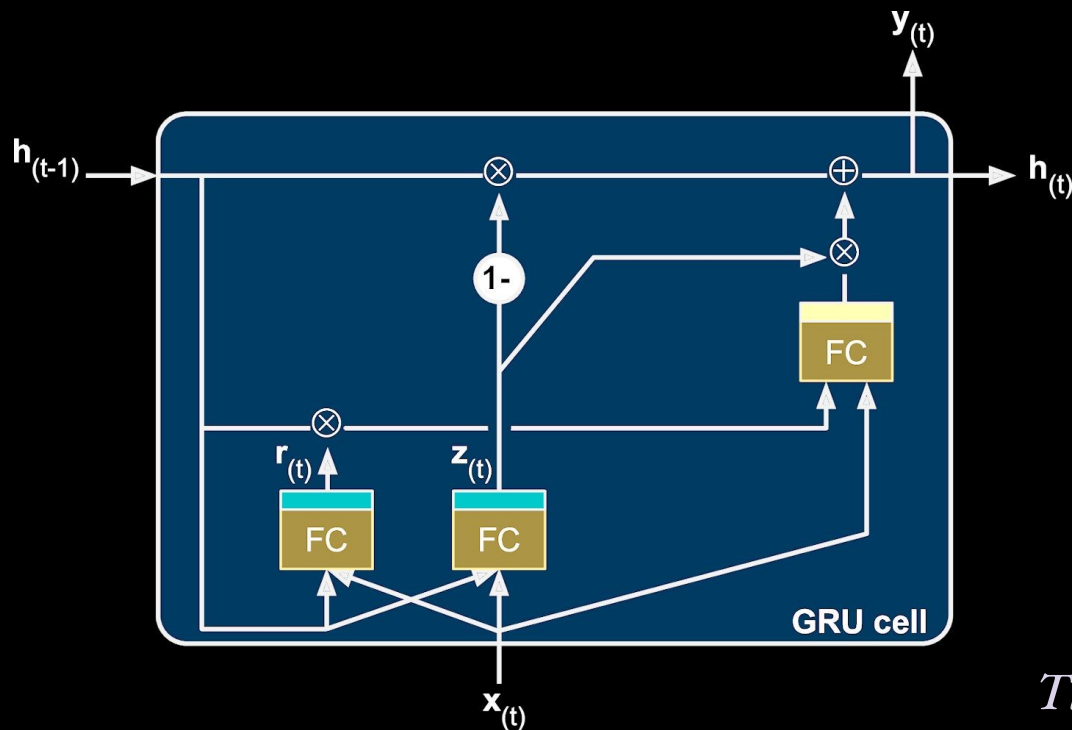 y(t)
h(t-1)
h(t)
1-
FC
r(t)
z(t)
FC
FC
GRU cell
x(t)